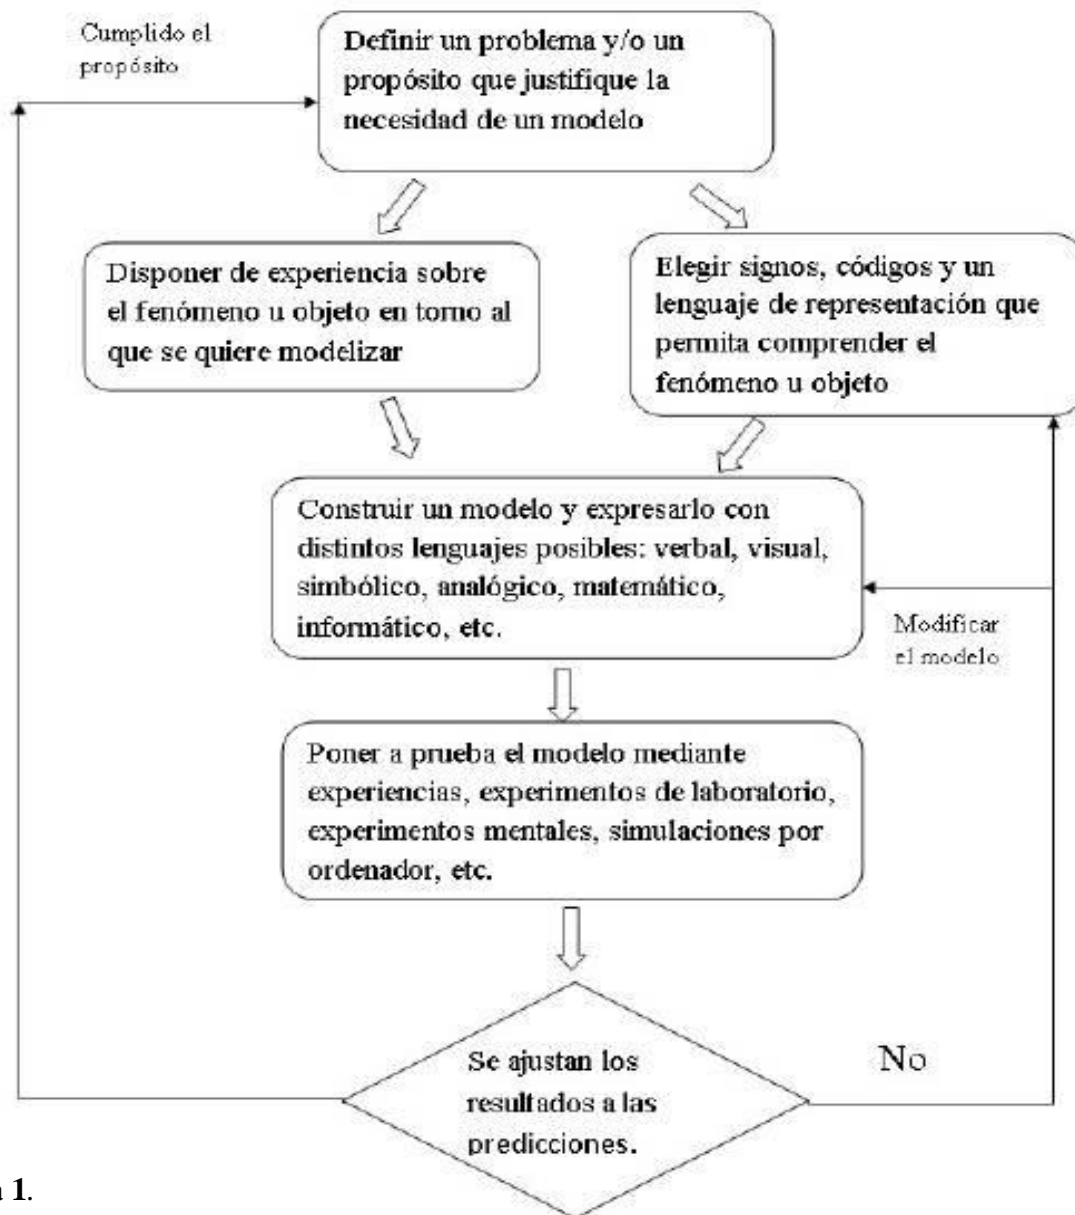 Cumplido el
propósito
Definir un problema y/o un
propósito que justifique la
necesidad de un modelo
Disponer de experiencia sobre
el fenómeno u objeto en torno al
que se quiere modelizar
Elegir signos, códigos y un
lenguaje de representación que
permita comprender el
fenómeno u objeto
Construir un modelo y expresarlo con
distintos lenguajes posibles: verbal, visual,
simbólico, analógico, matemático,
informático, etc.
Modificar
el modelo
Poner a prueba el modelo mediante
experiencias, experimentos de laboratorio,
experimentos mentales, simulaciones por
ordenador, etc.
Se ajustan los
resultados a las
predicciones.
No
1.